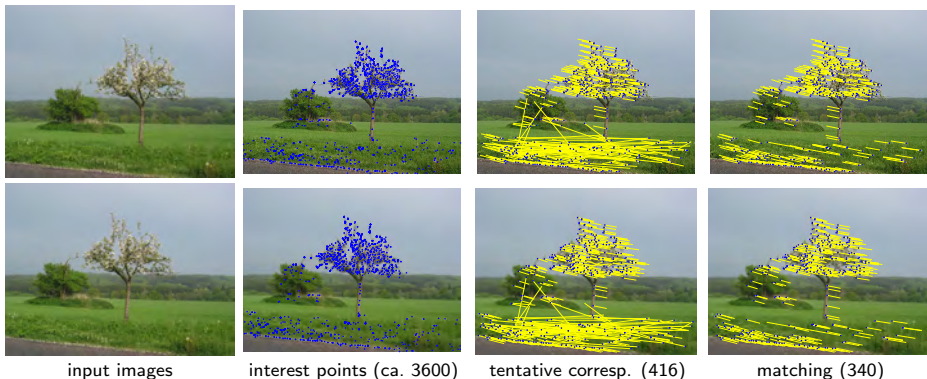 input images
interest points (ca. 3600)
tentative corresp. (416)
matching (340)